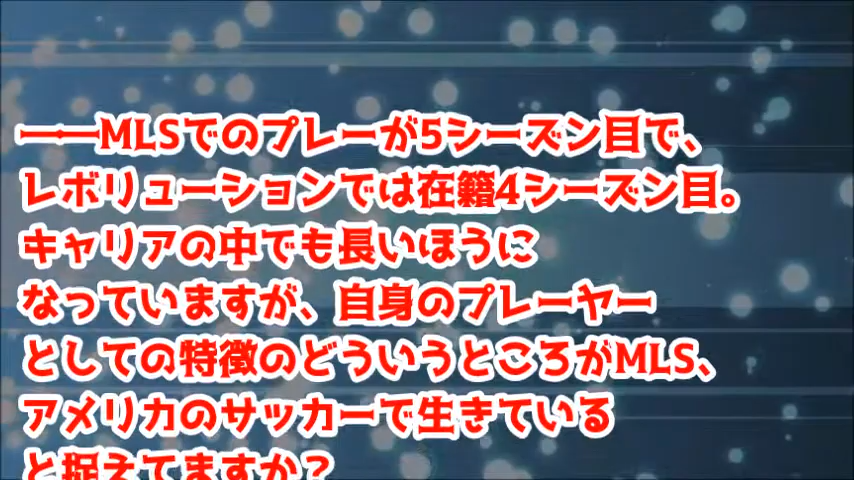 ――MLSでのプレーが5シーズン目で、
レボリューションでは在籍4シーズン目。
キャリアの中でも長いほうに
なっていますが、自身のプレーヤー
としての特徴のどういうところがMLS、
アメリカのサッカーで生きている
と捉えてますか？